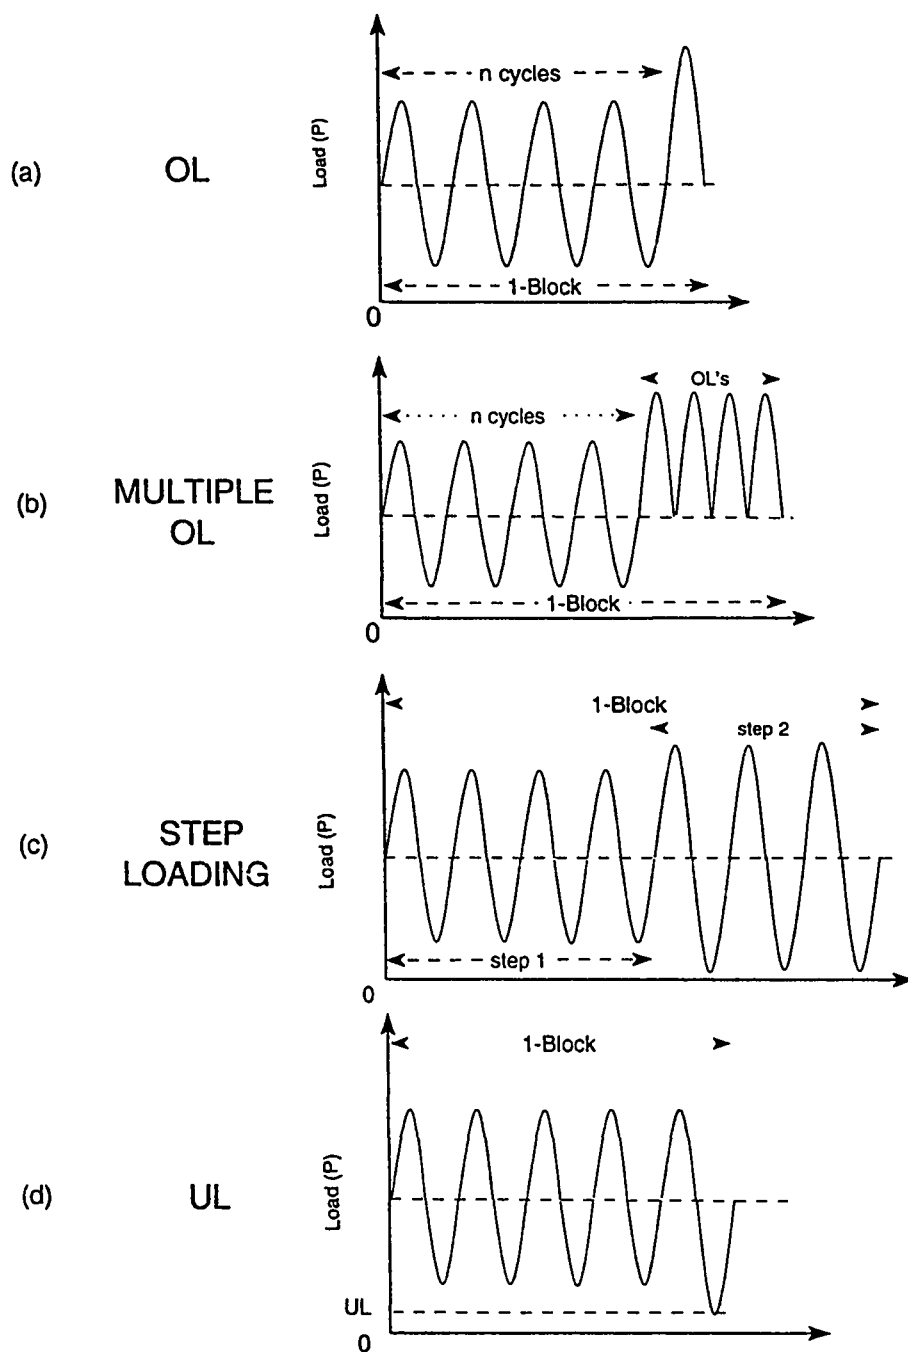 (a)
OL
Load (P)
n cycles
1-Block
0
(b)
MULTIPLE
OL
Load (P)
OL's
n cycles
1-Block
0
(c)
STEP
LOADING
Load (P)
1-Block
step 2
step 1
0
(d)
UL
Load (P)
1-Block
UL
0